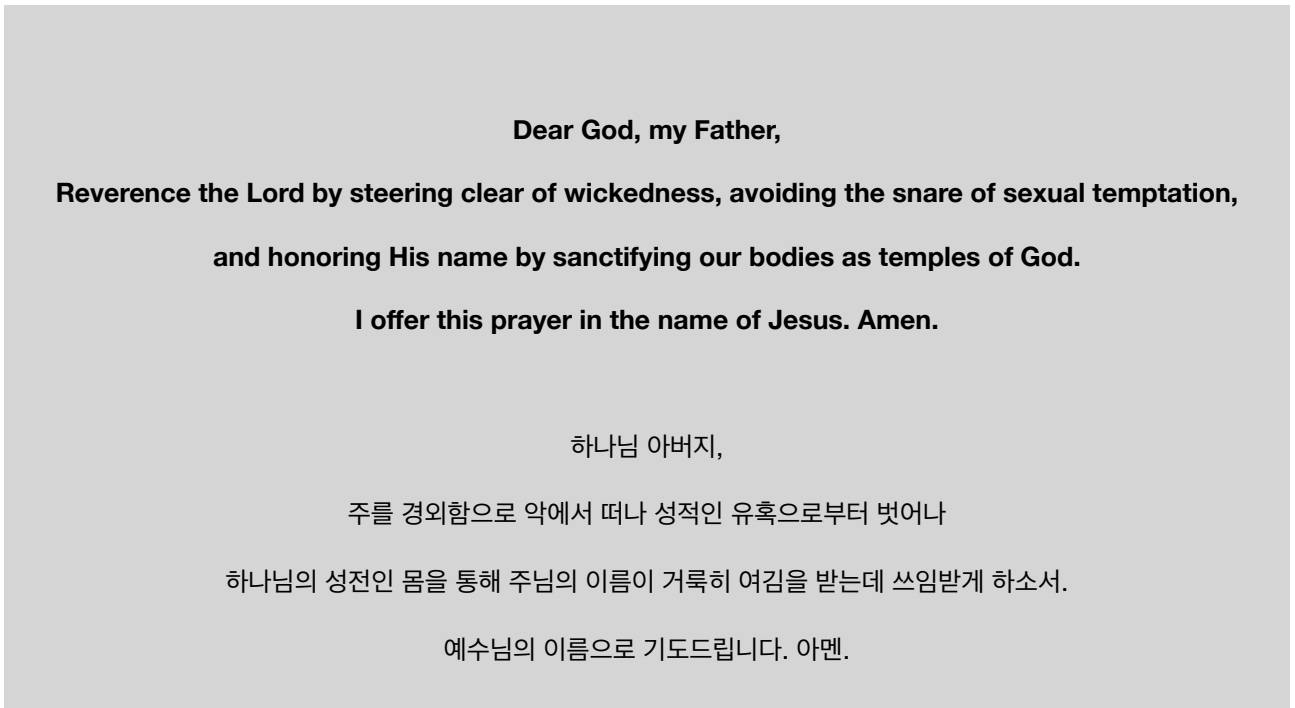 Dear God, my Father,
Reverence the Lord by steering clear of wickedness, avoiding the snare of sexual temptation,
and honoring His name by sanctifying our bodies as temples of God.
I offer this prayer in the name of Jesus. Amen.
하나님 아버지,
주를 경외함으로 악에서 떠나 성적인 유혹으로부터 벗어나
하나님의 성전인 몸을 통해 주님의 이름이 거룩히 여김을 받는데 쓰임받게 하소서.
예수님의 이름으로 기도드립니다. 아멘.